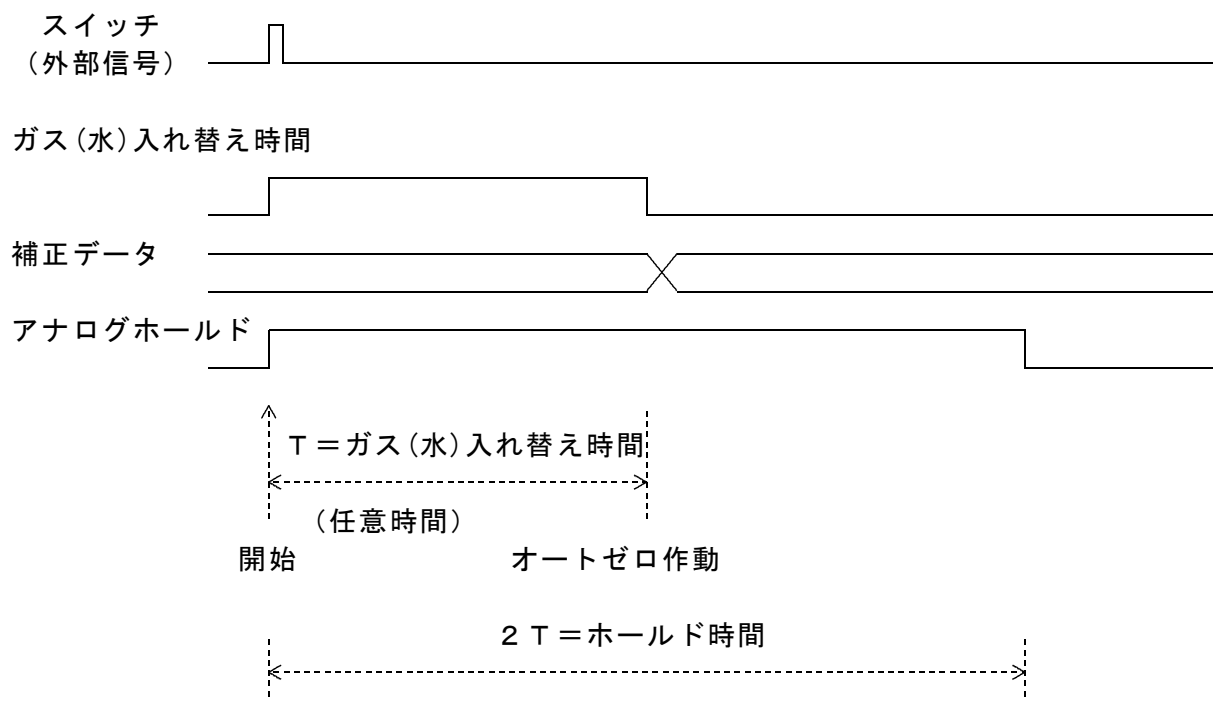 スイッチ
（外部信号）
ガス（水）入れ替え時間
補正データ
アナログホールド
Ｔ＝ガス（水）入れ替え時間
（任意時間）
開始
オートゼロ作動
２Ｔ＝ホールド時間